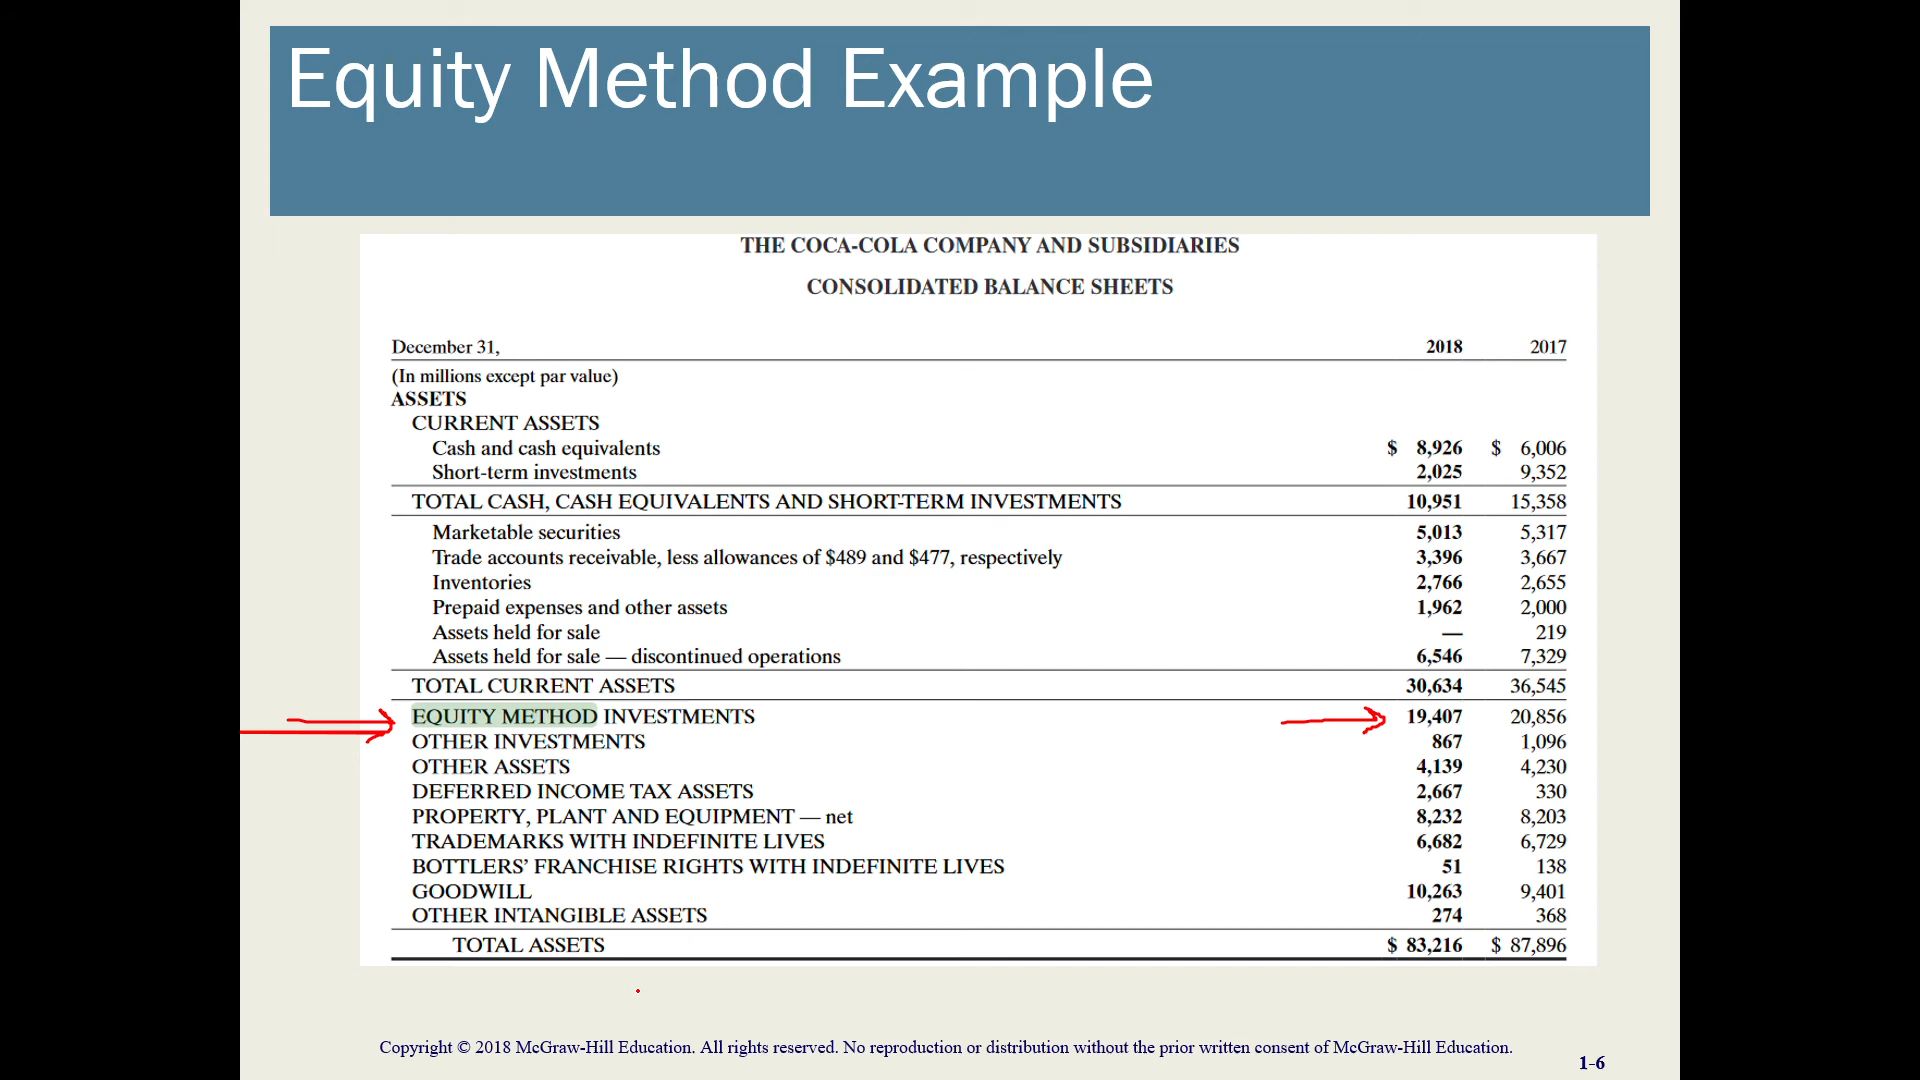 Equity Method Example
THE COCA-COLA COMPANY AND SUBSIDIARIES
CONSOLIDATED BALANCE SHEETS
December 31, 2018 2017
(In millions except par value)
ASSETS
CURRENT ASSETS
Cash and cash equivalents $ 8,926 $ 6,006
Short-term investments 2,025 9,352
TOTAL CASH, CASH EQUIVALENTS AND SHORT-TERM INVESTMENTS 10,951 15,358
Marketable securities 5,013 5,317
Trade accounts receivable, less allowances of $489 and $477, respectively 3,396 3,667
Inventories 2,766 2,655
Prepaid expenses and other assets 1,962 2,000
Assets held for sale — 219
Assets held for sale — discontinued operations 6,546 7,329
TOTAL CURRENT ASSETS 30,634 36,545
EQUITY METHOD INVESTMENTS 19,407 20,856
OTHER INVESTMENTS 867 1,096
OTHER ASSETS 4,139 4,230
DEFERRED INCOME TAX ASSETS 2,667 330
PROPERTY, PLANT AND EQUIPMENT — net 8,232 8,203
TRADEMARKS WITH INDEFINITE LIVES 6,682 6,729
BOTTLERS’ FRANCHISE RIGHTS WITH INDEFINITE LIVES 51 138
GOODWILL 10,263 9,401
OTHER INTANGIBLE ASSETS 274 368
TOTAL ASSETS $ 83,216 $ 87,896
Copyright © 2018 McGraw-Hill Education. All rights reserved. No reproduction or distribution without the prior written consent of McGraw-Hill Education.
1-6